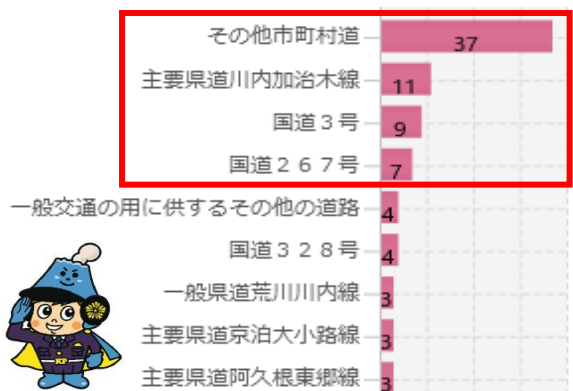 その他市町村道 37
主要県道川内加治木線 11
国道3号 9
国道267号 7
一般交通の用に供するその他の道路 4
国道328号 4
一般県道荒川川内線 3
主要県道京泊大小路線 3
主要県道阿久根東郷線 3
KP